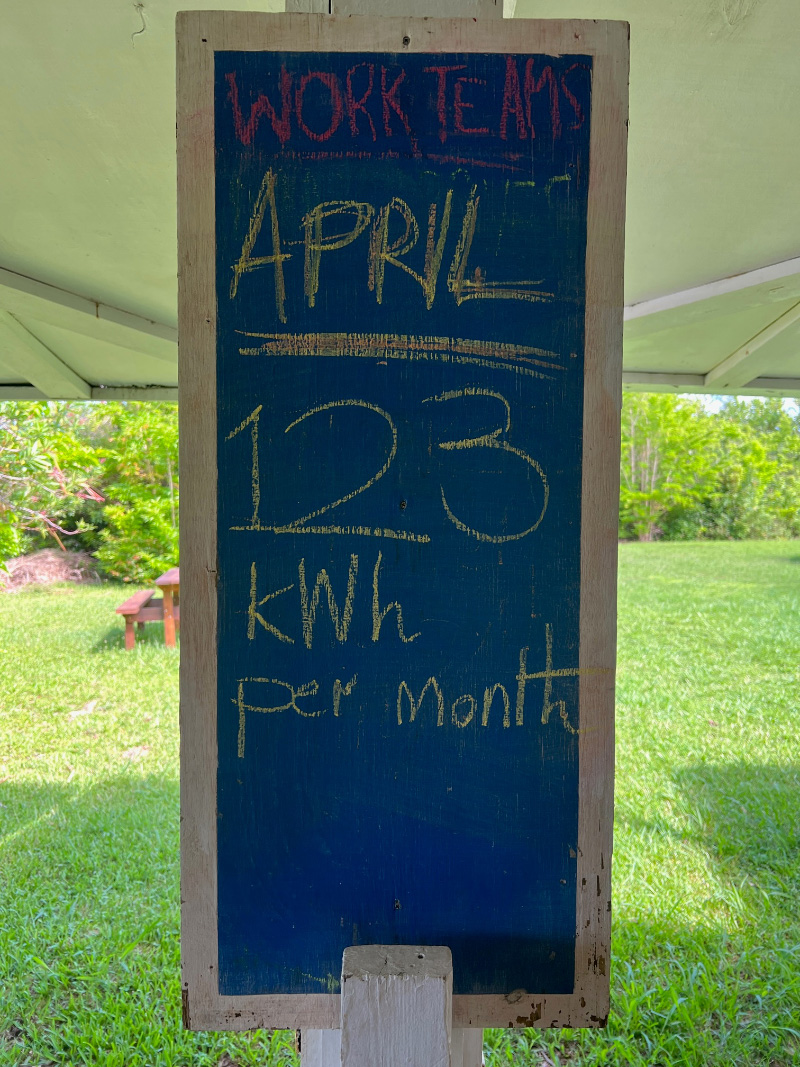 WORK TEAMS
APRIL
123
kWh
per month